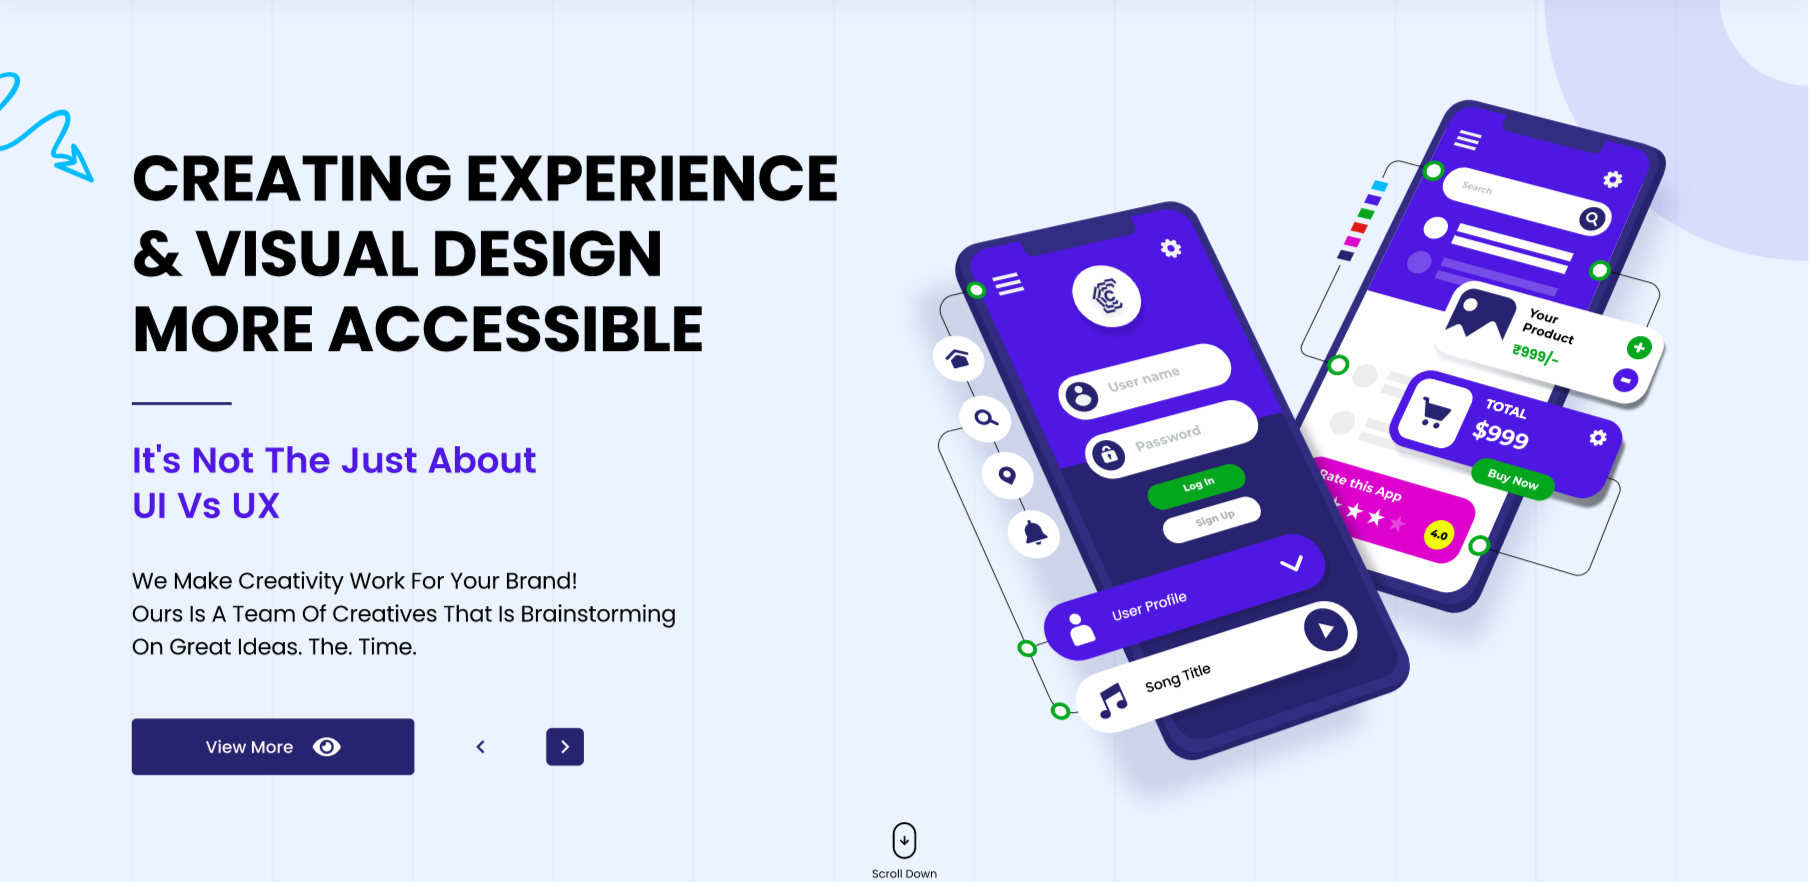 CREATING EXPERIENCE
& VISUAL DESIGN
MORE ACCESSIBLE
It's Not The Just About
UI Vs UX
We Make Creativity Work For Your Brand!
Ours Is A Team Of Creatives That Is Brainstorming
On Great Ideas. The. Time.
View More
User name
Password
Log In
Sign Up
User Profile
Song Title
Search
Your
Product
₹999/-
TOTAL
$999
Buy Now
Rate this App
4.0
Scroll Down